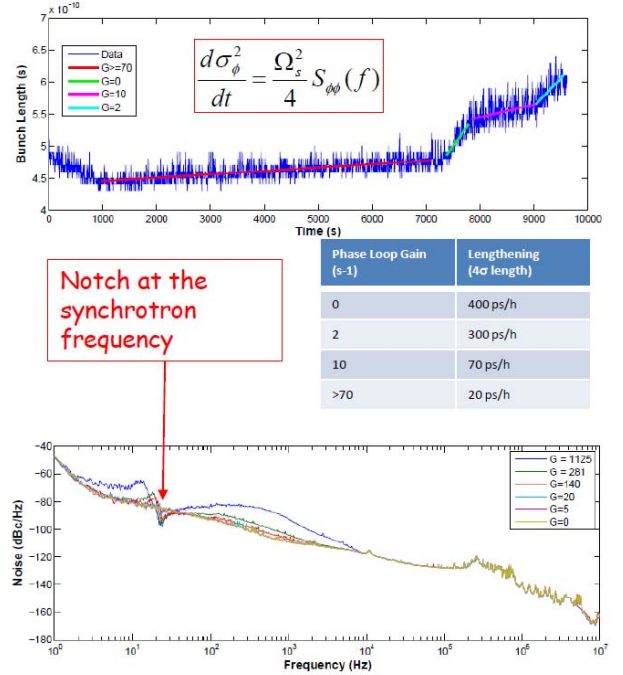 x 10⁻¹⁰
7
6.5
6
5.5
5
4.5
4
Bunch Length (s)
Data
G>=70
G=0
G=10
G=2
dσ_φ²/dt = Ω_s²/4 S_φφ(f)
0 1000 2000 3000 4000 5000 6000 7000 8000 9000 10000
Time (s)
Notch at the
synchrotron
frequency
Phase Loop Gain Lengthening
(s-1) (4σ length)
0 400 ps/h
2 300 ps/h
10 70 ps/h
>70 20 ps/h
-40
-60
-80
-100
-120
-140
-160
-180
Noise (dBc/Hz)
G = 1125
G = 281
G=140
G=20
G=5
G=0
10⁰ 10¹ 10² 10³ 10⁴ 10⁵ 10⁶ 10⁷
Frequency (Hz)